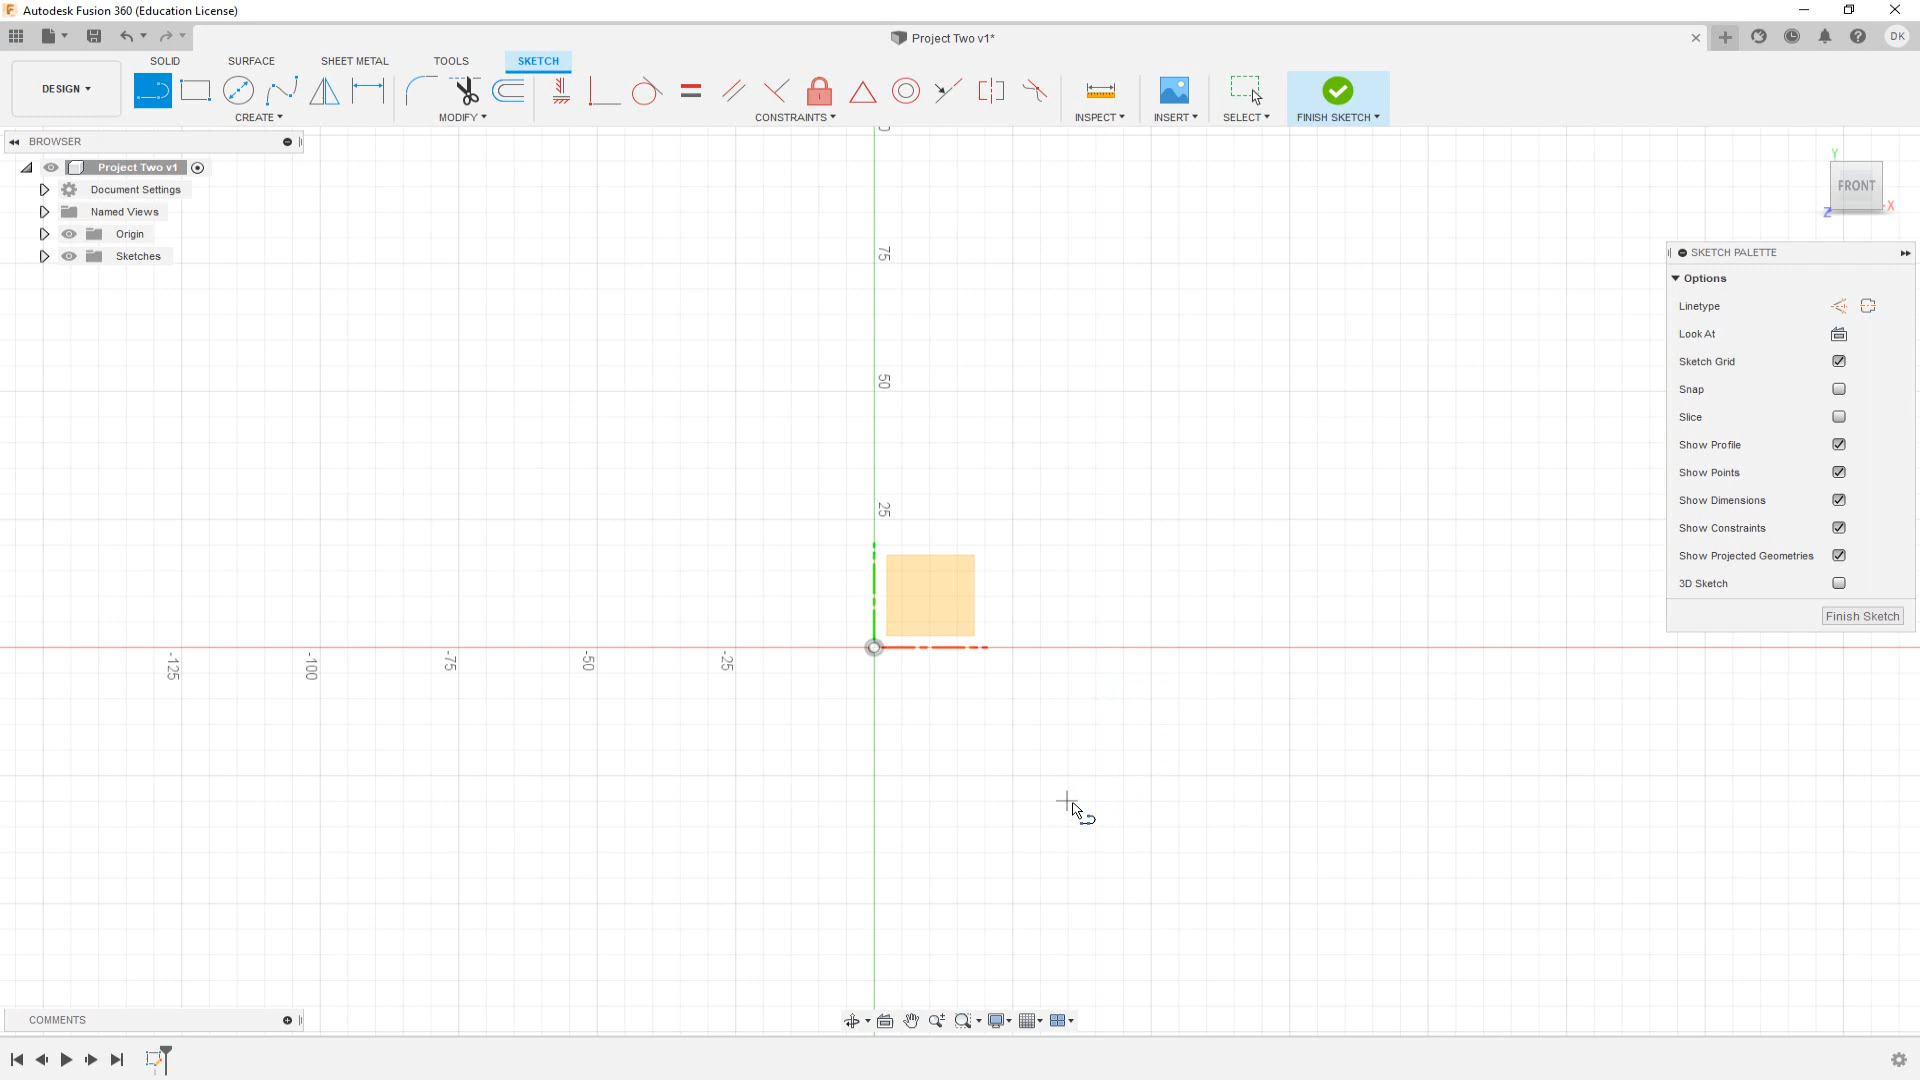 Autodesk Fusion 360 (Education License)
Project Two v1*
DK
SOLID SURFACE SHEET METAL TOOLS SKETCH
DESIGN
CREATE MODIFY CONSTRAINTS INSPECT INSERT SELECT FINISH SKETCH
BROWSER
Project Two v1
Document Settings
Named Views
Origin
Sketches
Y
FRONT
X
Z
SKETCH PALETTE
Options
Linetype
Look At
Sketch Grid
Snap
Slice
Show Profile
Show Points
Show Dimensions
Show Constraints
Show Projected Geometries
3D Sketch
Finish Sketch
75
50
25
-125
-100
-75
-50
-25
COMMENTS